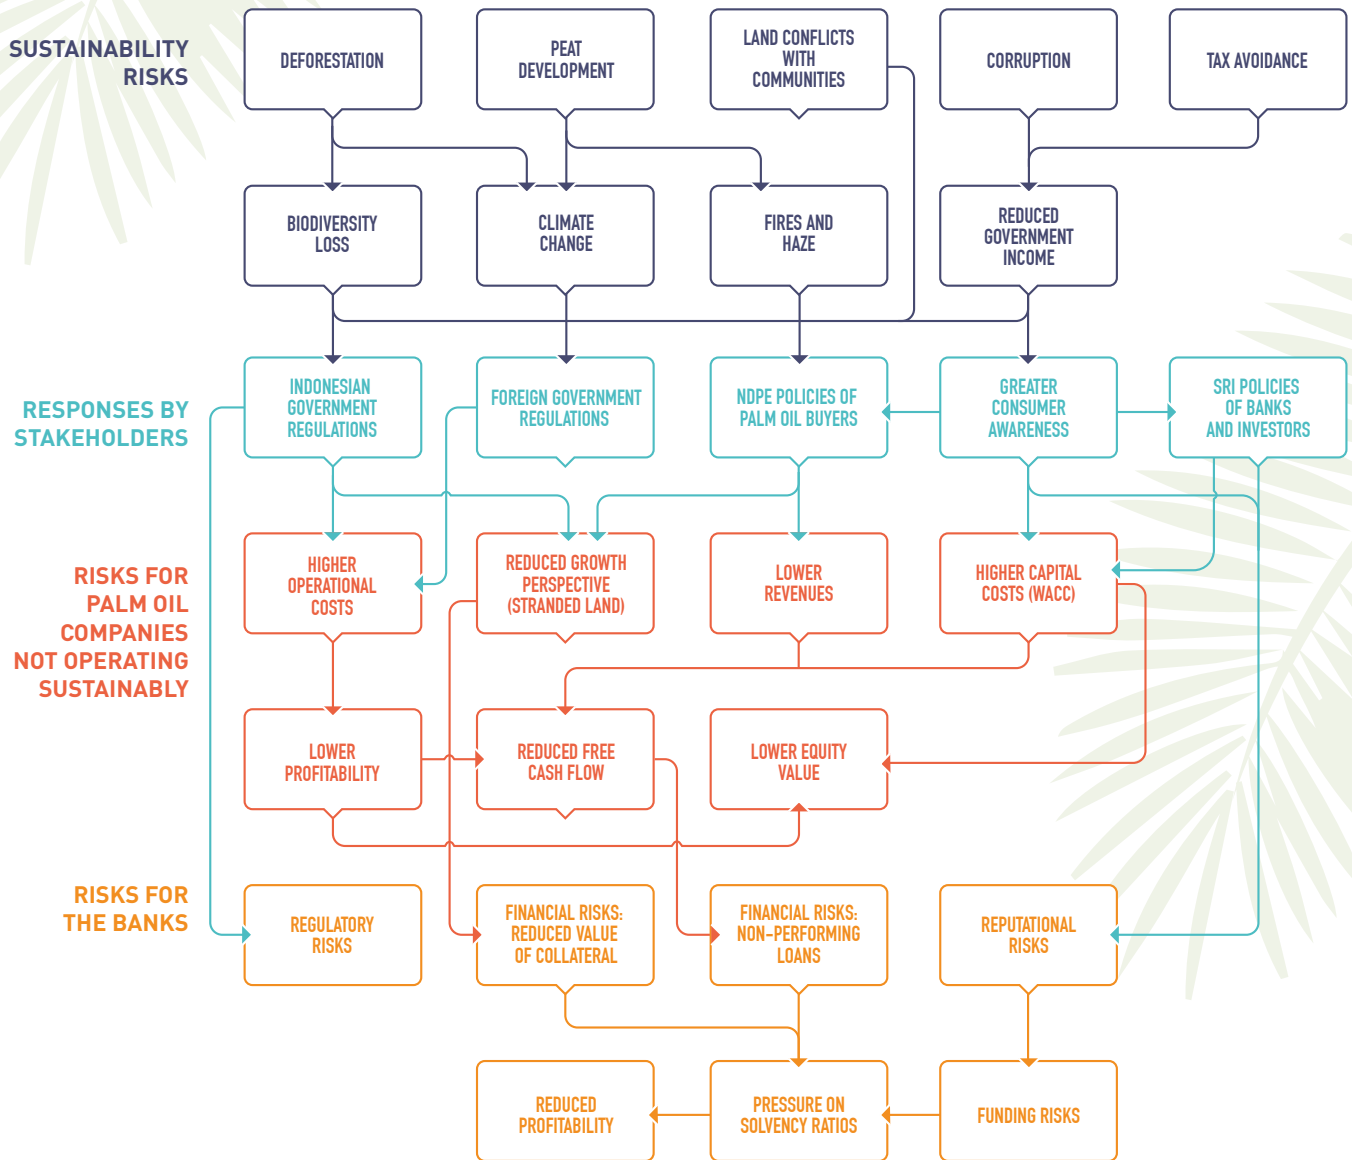 SUSTAINABILITY
RISKS
DEFORESTATION
PEAT
DEVELOPMENT
LAND CONFLICTS
WITH
COMMUNITIES
CORRUPTION
TAX AVOIDANCE
BIODIVERSITY
LOSS
CLIMATE
CHANGE
FIRES AND
HAZE
REDUCED
GOVERNMENT
INCOME
RESPONSES BY
STAKEHOLDERS
INDONESIAN
GOVERNMENT
REGULATIONS
FOREIGN GOVERNMENT
REGULATIONS
NDPE POLICIES OF
PALM OIL BUYERS
GREATER
CONSUMER
AWARENESS
SRI POLICIES
OF BANKS
AND INVESTORS
RISKS FOR
PALM OIL
COMPANIES
NOT OPERATING
SUSTAINABLY
HIGHER
OPERATIONAL
COSTS
REDUCED GROWTH
PERSPECTIVE
(STRANDED LAND)
LOWER
REVENUES
HIGHER CAPITAL
COSTS (WACC)
LOWER
PROFITABILITY
REDUCED FREE
CASH FLOW
LOWER EQUITY
VALUE
RISKS FOR
THE BANKS
REGULATORY
RISKS
FINANCIAL RISKS:
REDUCED VALUE
OF COLLATERAL
FINANCIAL RISKS:
NON-PERFORMING
LOANS
REPUTATIONAL
RISKS
REDUCED
PROFITABILITY
PRESSURE ON
SOLVENCY RATIOS
FUNDING RISKS